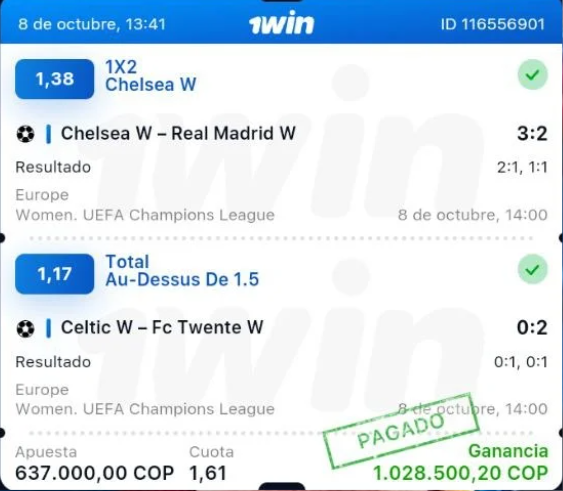 8 de octubre, 13:41 1win ID 116556901
1,38 1X2
Chelsea W
Chelsea W – Real Madrid W 3:2
Resultado 2:1, 1:1
Europe
Women. UEFA Champions League 8 de octubre, 14:00
1win
1,17 Total
Au-Dessus De 1.5
Celtic W – Fc Twente W 0:2
Resultado 0:1, 0:1
Europe
Women. UEFA Champions League 8 de octubre, 14:00
1win
PAGADO
Apuesta Cuota Ganancia
637.000,00 COP 1,61 1.028.500,20 COP